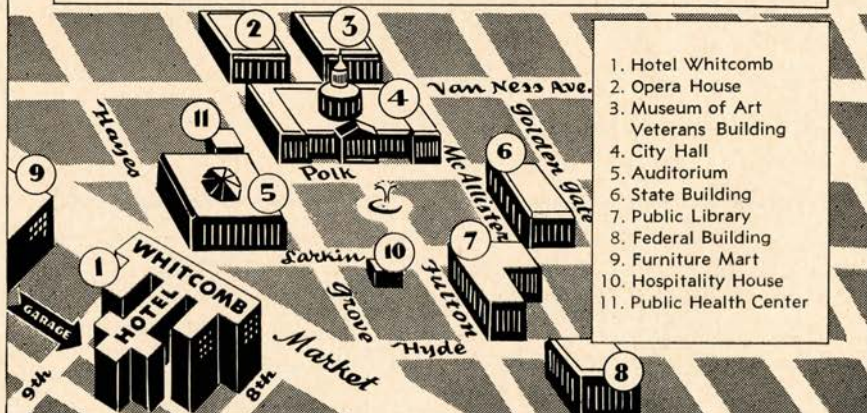 2
3
Van Ness Ave.
11
4
Hayes
Golden Gate
9
Polk
McAllister
6
5
1
WHITCOMB
HOTEL
Larkin
10
7
GARAGE
Grove
Fulton
Market
Hyde
9th
8th
8
1. Hotel Whitcomb
2. Opera House
3. Museum of Art
Veterans Building
4. City Hall
5. Auditorium
6. State Building
7. Public Library
8. Federal Building
9. Furniture Mart
10. Hospitality House
11. Public Health Center